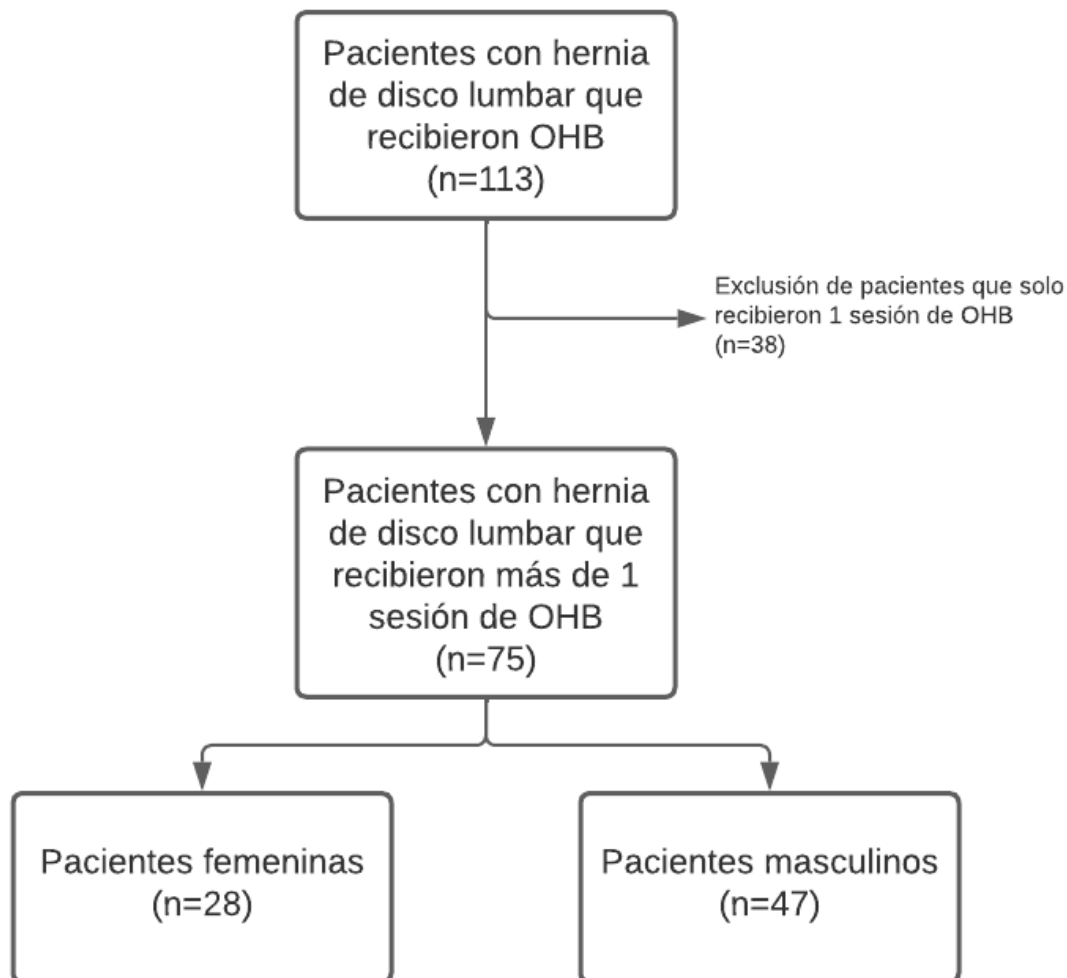 Pacientes con hernia
de disco lumbar que
recibieron OHB
(n=113)
Exclusión de pacientes que solo
recibieron 1 sesión de OHB
(n=38)
Pacientes con hernia
de disco lumbar que
recibieron más de 1
sesión de OHB
(n=75)
Pacientes femeninas
(n=28)
Pacientes masculinos
(n=47)